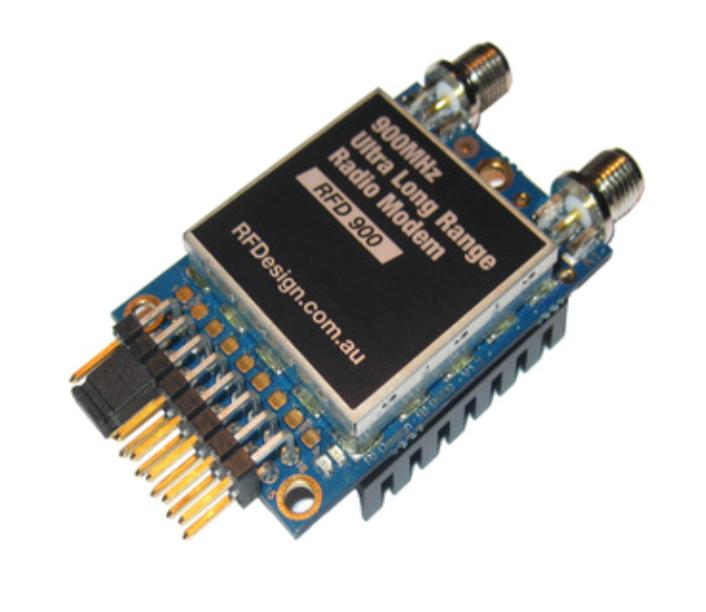 900MHz
Ultra Long Range
Radio Modem
RFD 900
RFDesign.com.au